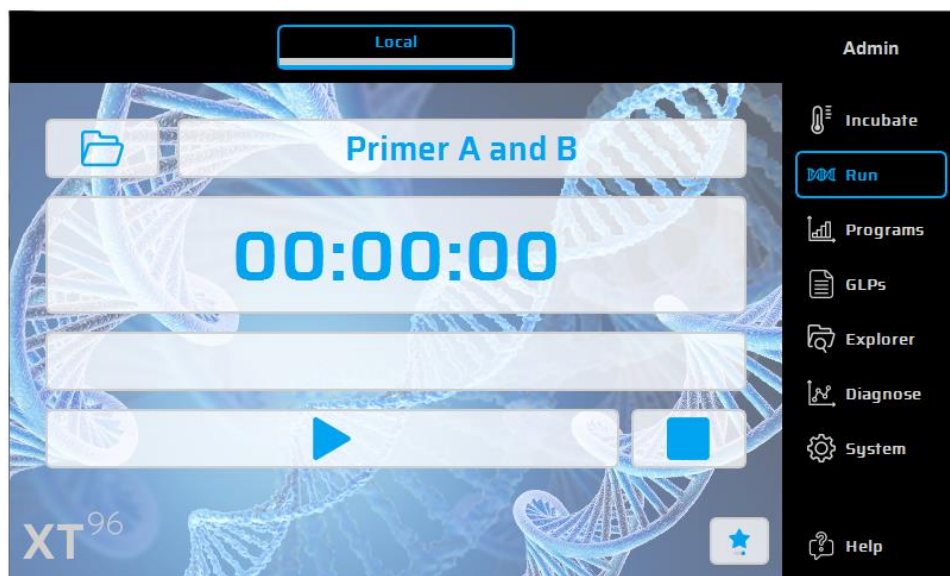 Local
Admin
Primer A and B
00:00:00
XT96
Incubate
Run
Programs
GLPs
Explorer
Diagnose
System
Help